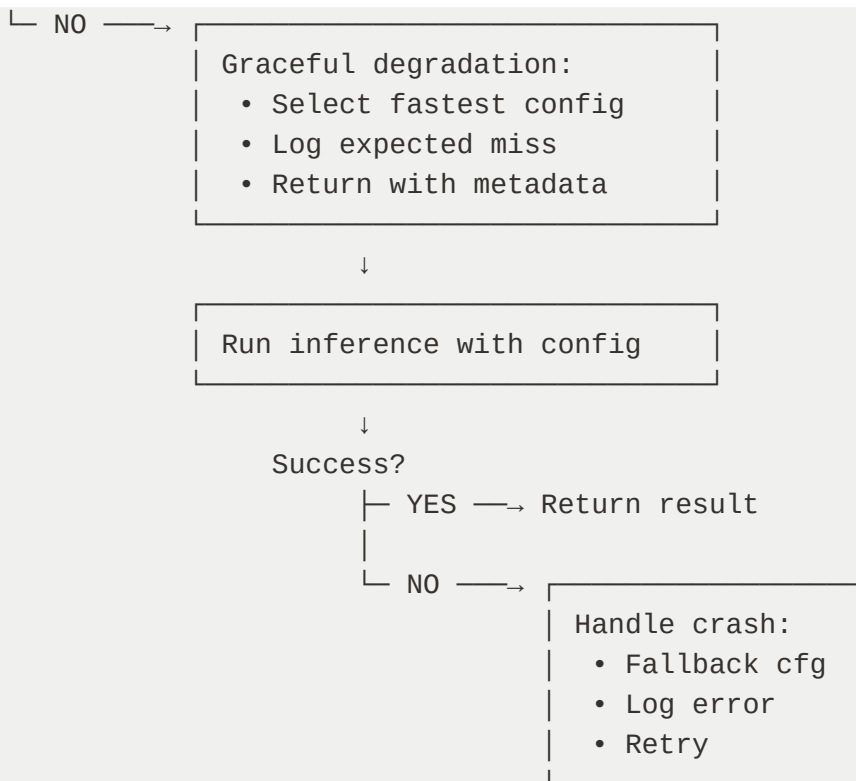 └─ NO ──→
Graceful degradation:
• Select fastest config
• Log expected miss
• Return with metadata
↓
Run inference with config
↓
Success?
├─ YES ─→ Return result
│
└─ NO ──→
Handle crash:
• Fallback cfg
• Log error
• Retry